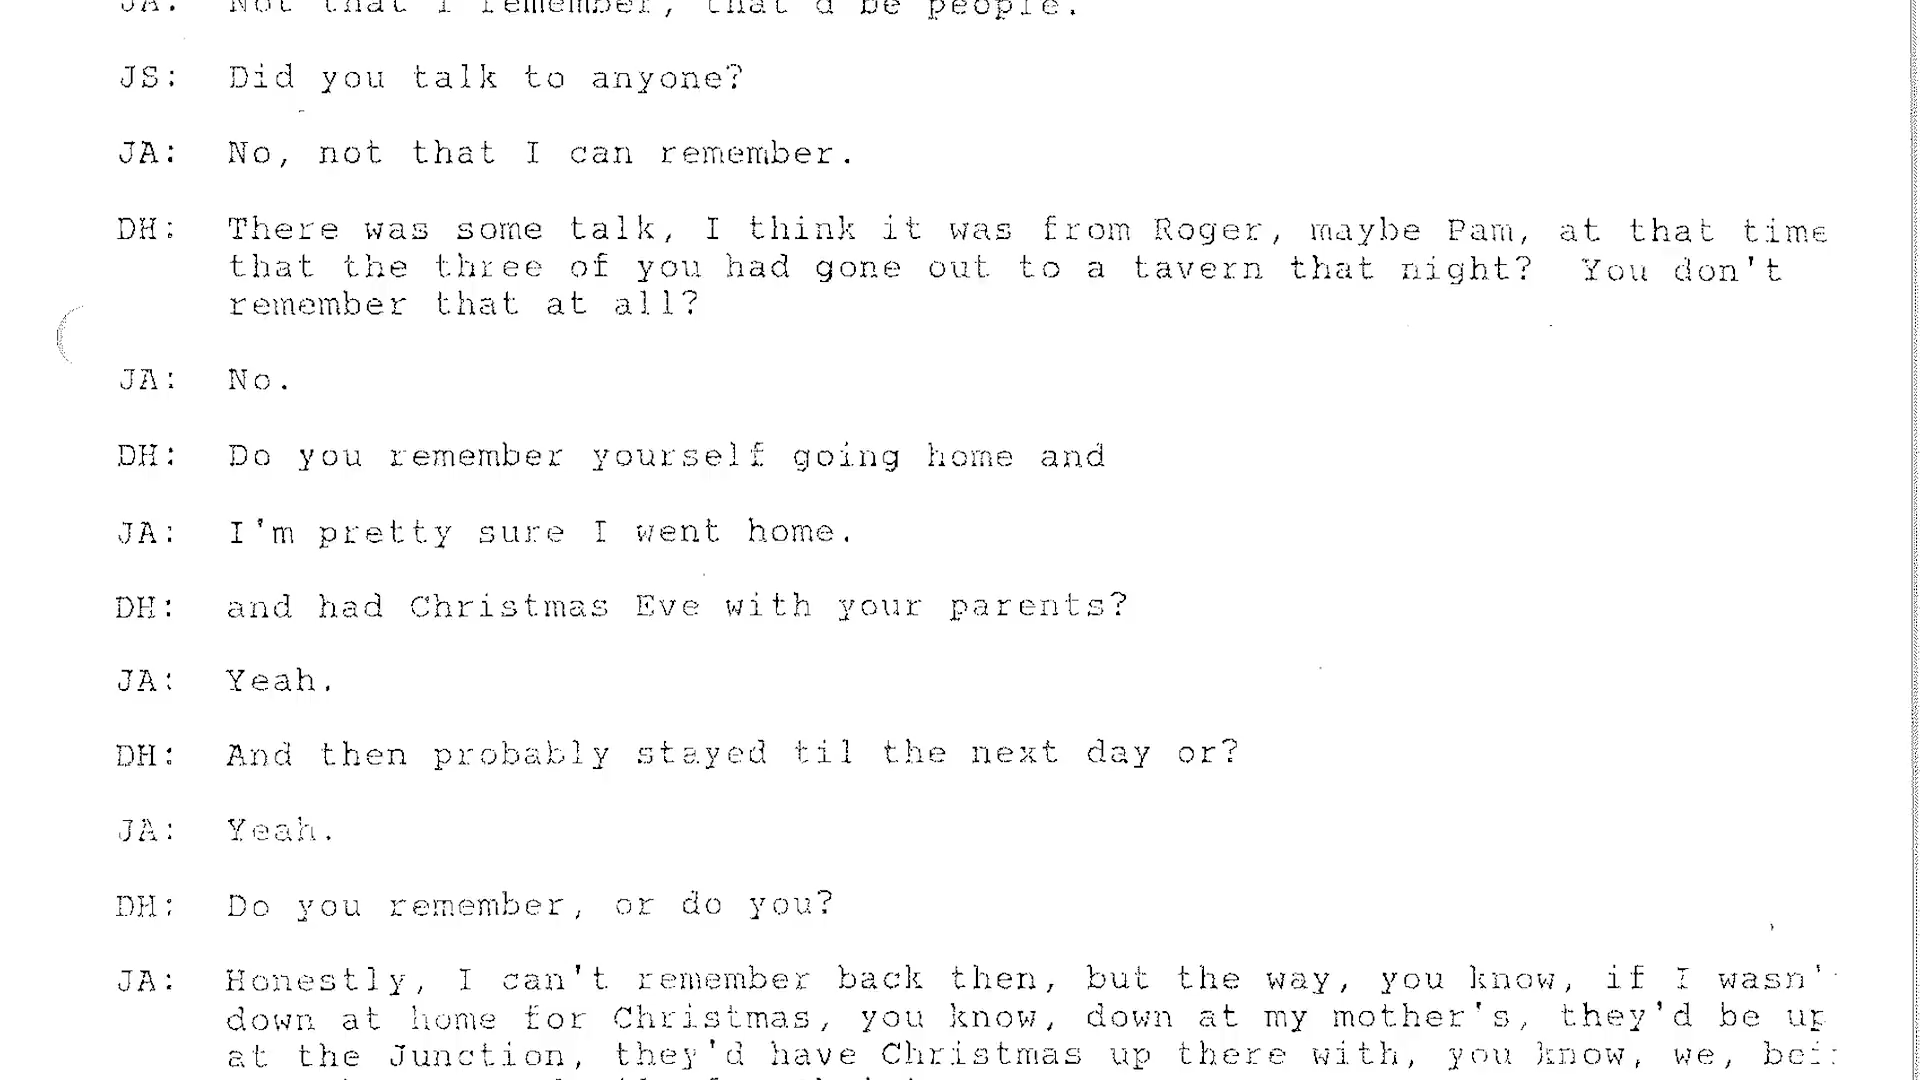 JA: Not that I remember, that'd be people.
JS: Did you talk to anyone?
JA: No, not that I can remember.
DH: There was some talk, I think it was from Roger, maybe Pam, at that time
that the three of you had gone out to a tavern that night? You don't
remember that at all?
JA: No.
DH: Do you remember yourself going home and
JA: I'm pretty sure I went home.
DH: and had Christmas Eve with your parents?
JA: Yeah.
DH: And then probably stayed til the next day or?
JA: Yeah.
DH: Do you remember, or do you?
JA: Honestly, I can't remember back then, but the way, you know, if I wasn'
down at home for Christmas, you know, down at my mother's, they'd be up
at the Junction, they'd have Christmas up there with, you know, we,